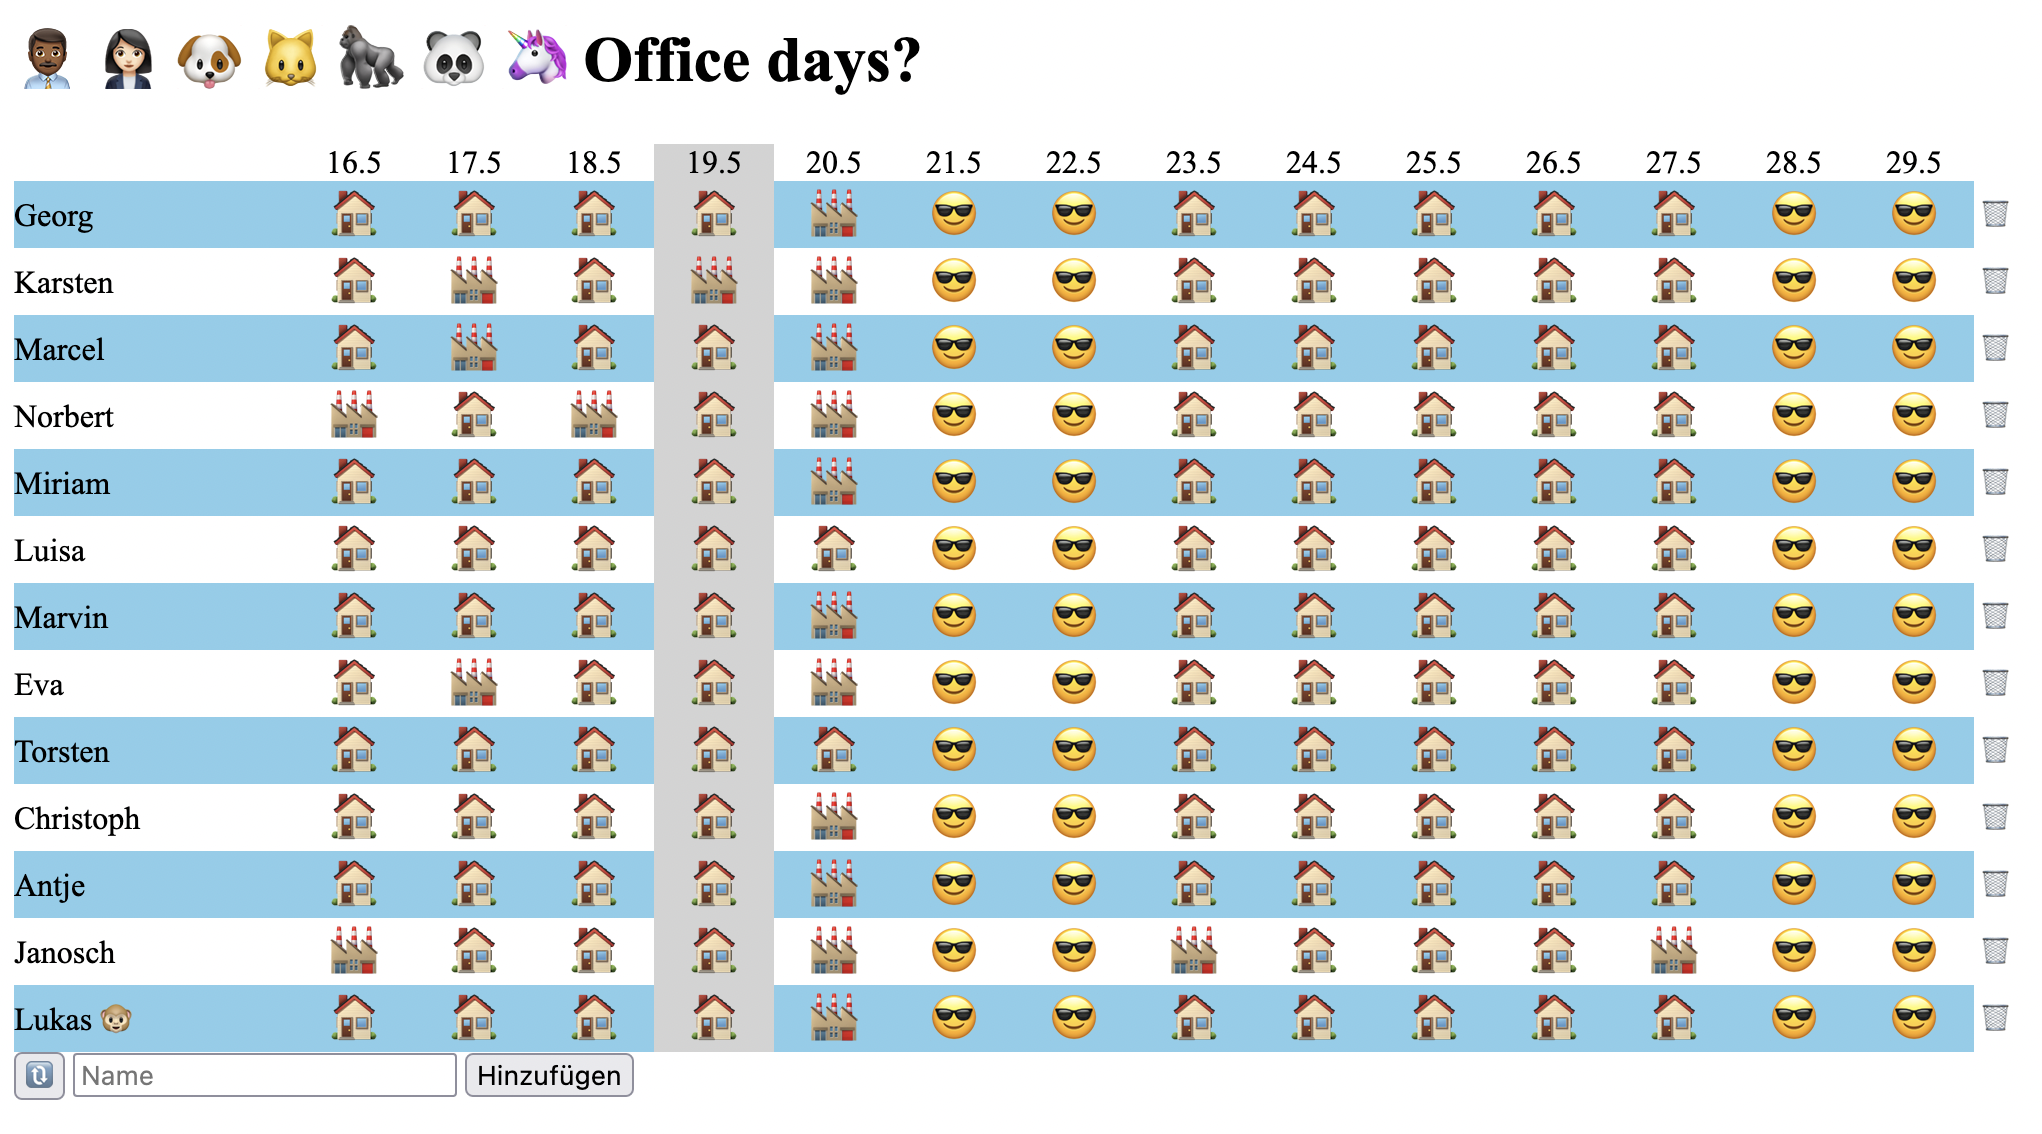 Office days?
16.5 17.5 18.5 19.5 20.5 21.5 22.5 23.5 24.5 25.5 26.5 27.5 28.5 29.5
Georg
Karsten
Marcel
Norbert
Miriam
Luisa
Marvin
Eva
Torsten
Christoph
Antje
Janosch
Lukas
Name Hinzufügen